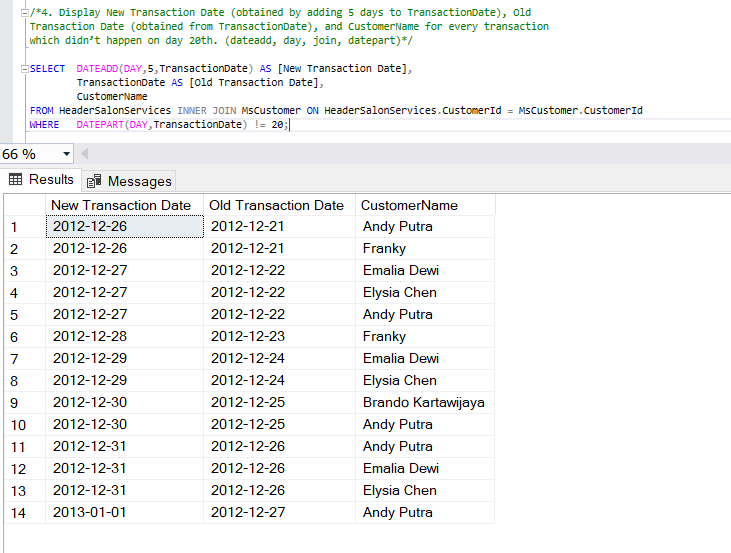 /*4. Display New Transaction Date (obtained by adding 5 days to TransactionDate), Old
Transaction Date (obtained from TransactionDate), and CustomerName for every transaction
which didn't happen on day 20th. (dateadd, day, join, datepart)*/
SELECT DATEADD(DAY,5,TransactionDate) AS [New Transaction Date],
TransactionDate AS [Old Transaction Date],
CustomerName
FROM HeaderSalonServices INNER JOIN MsCustomer ON HeaderSalonServices.CustomerId = MsCustomer.CustomerId
WHERE DATEPART(DAY,TransactionDate) != 20;
66 %
Results Messages
New Transaction Date Old Transaction Date CustomerName
1 2012-12-26 2012-12-21 Andy Putra
2 2012-12-26 2012-12-21 Franky
3 2012-12-27 2012-12-22 Emalia Dewi
4 2012-12-27 2012-12-22 Elysia Chen
5 2012-12-27 2012-12-22 Andy Putra
6 2012-12-28 2012-12-23 Franky
7 2012-12-29 2012-12-24 Emalia Dewi
8 2012-12-29 2012-12-24 Elysia Chen
9 2012-12-30 2012-12-25 Brando Kartawijaya
10 2012-12-30 2012-12-25 Andy Putra
11 2012-12-31 2012-12-26 Andy Putra
12 2012-12-31 2012-12-26 Emalia Dewi
13 2012-12-31 2012-12-26 Elysia Chen
14 2013-01-01 2012-12-27 Andy Putra